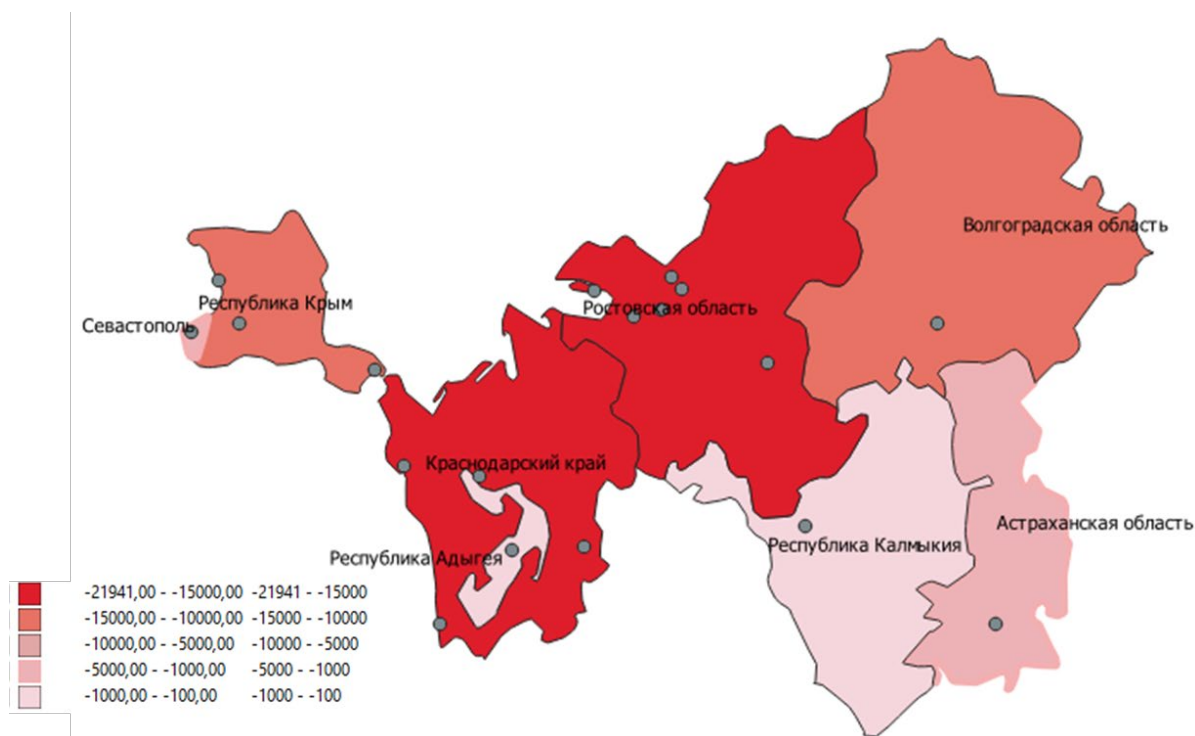 Волгоградская область
Республика Крым
Ростовская область
Севастополь
Краснодарский край
Астраханская область
Республика Калмыкия
Республика Адыгея
-21941,00 - -15000,00 -21941 - -15000
-15000,00 - -10000,00 -15000 - -10000
-10000,00 - -5000,00 -10000 - -5000
-5000,00 - -1000,00 -5000 - -1000
-1000,00 - -100,00 -1000 - -100